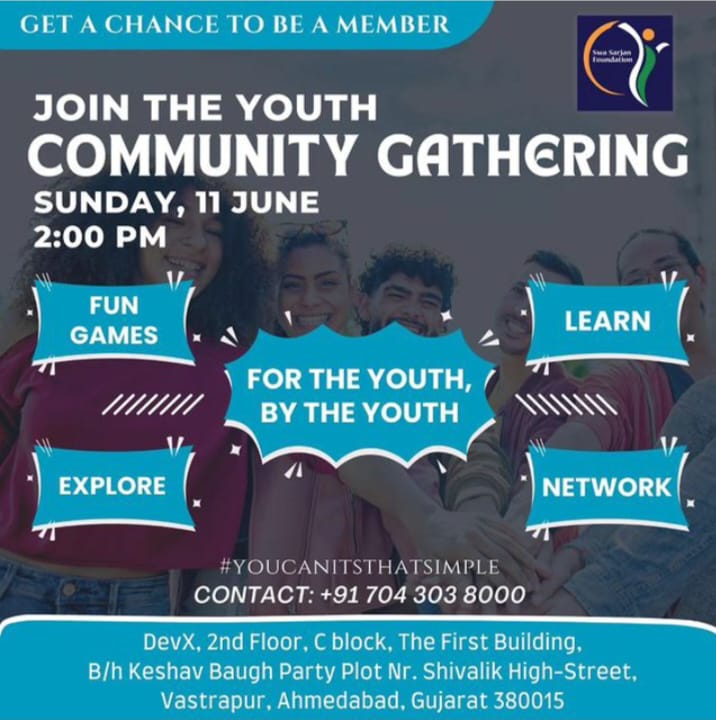 GET A CHANCE TO BE A MEMBER
Swa Sarjan
Foundation
JOIN THE YOUTH
COMMUNITY GATHERING
SUNDAY, 11 JUNE
2:00 PM
FUN
GAMES
LEARN
FOR THE YOUTH,
BY THE YOUTH
EXPLORE
NETWORK
#YOUCANITSTHATSIMPLE
CONTACT: +91 704 303 8000
DevX, 2nd Floor, C block, The First Building,
B/h Keshav Baugh Party Plot Nr. Shivalik High-Street,
Vastrapur, Ahmedabad, Gujarat 380015